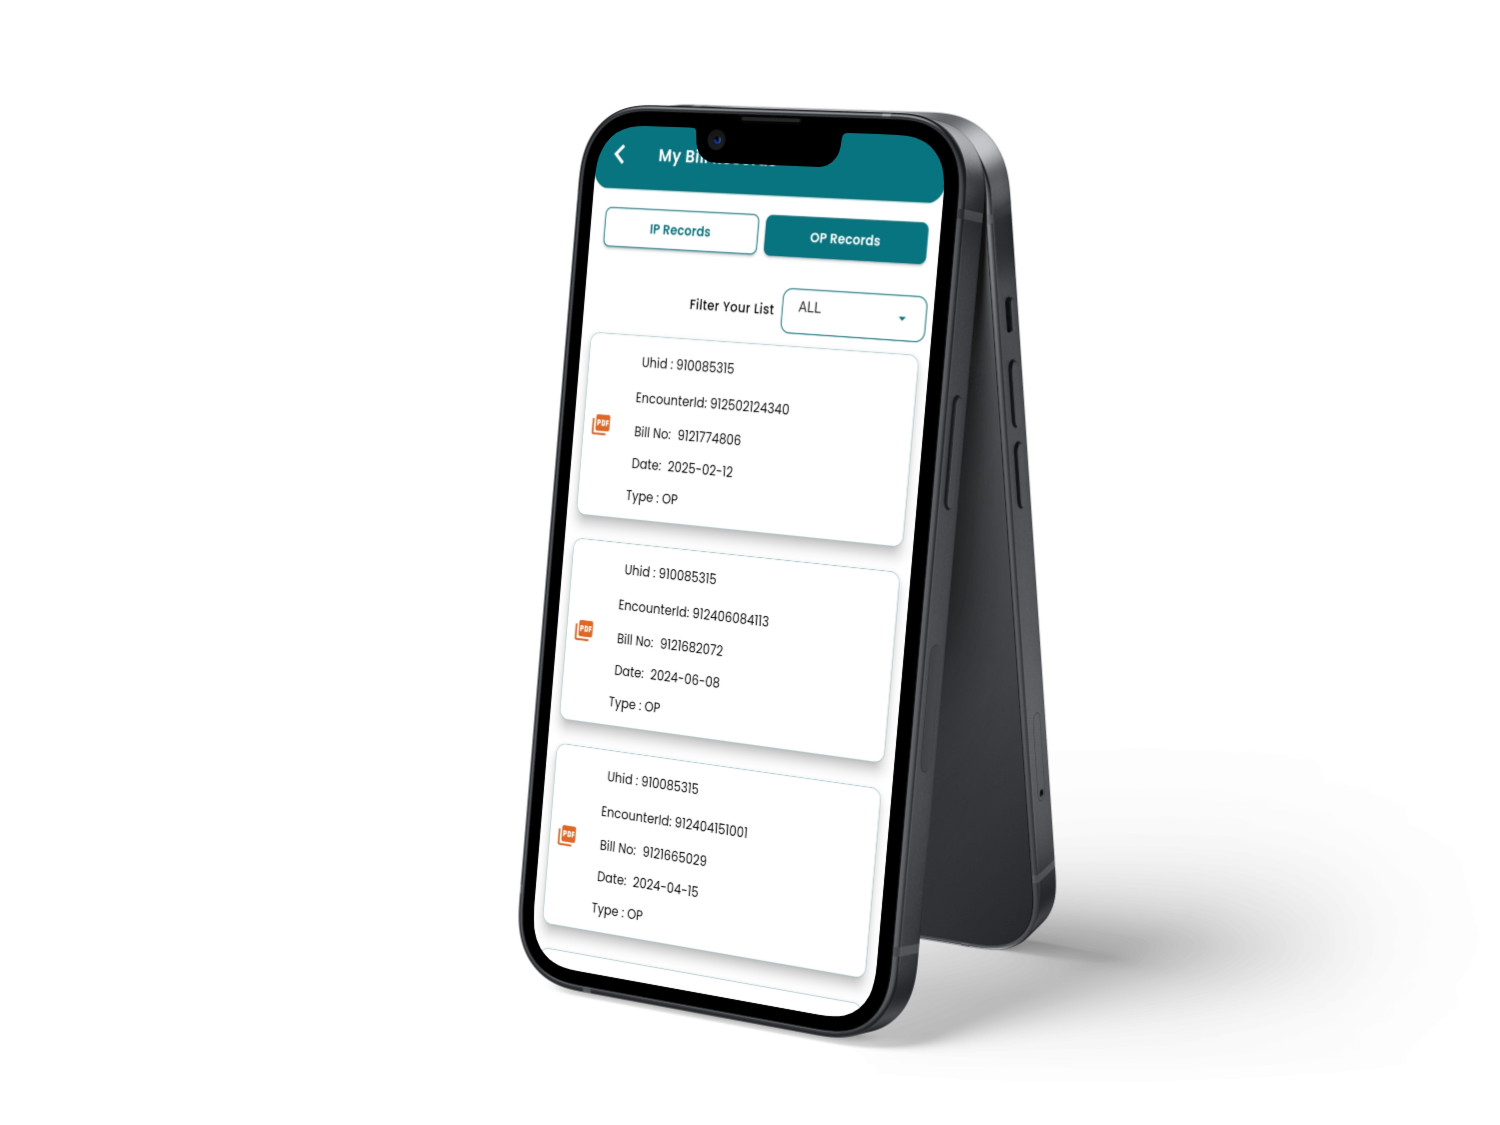 My Bill Records
IP Records
OP Records
Filter Your List
ALL
Uhid : 910085315
EncounterId: 912502124340
PDF
Bill No: 9121774806
Date: 2025-02-12
Type : OP
Uhid : 910085315
EncounterId: 912406084113
PDF
Bill No: 9121682072
Date: 2024-06-08
Type : OP
Uhid : 910085315
EncounterId: 912404151001
PDF
Bill No: 9121665029
Date: 2024-04-15
Type : OP